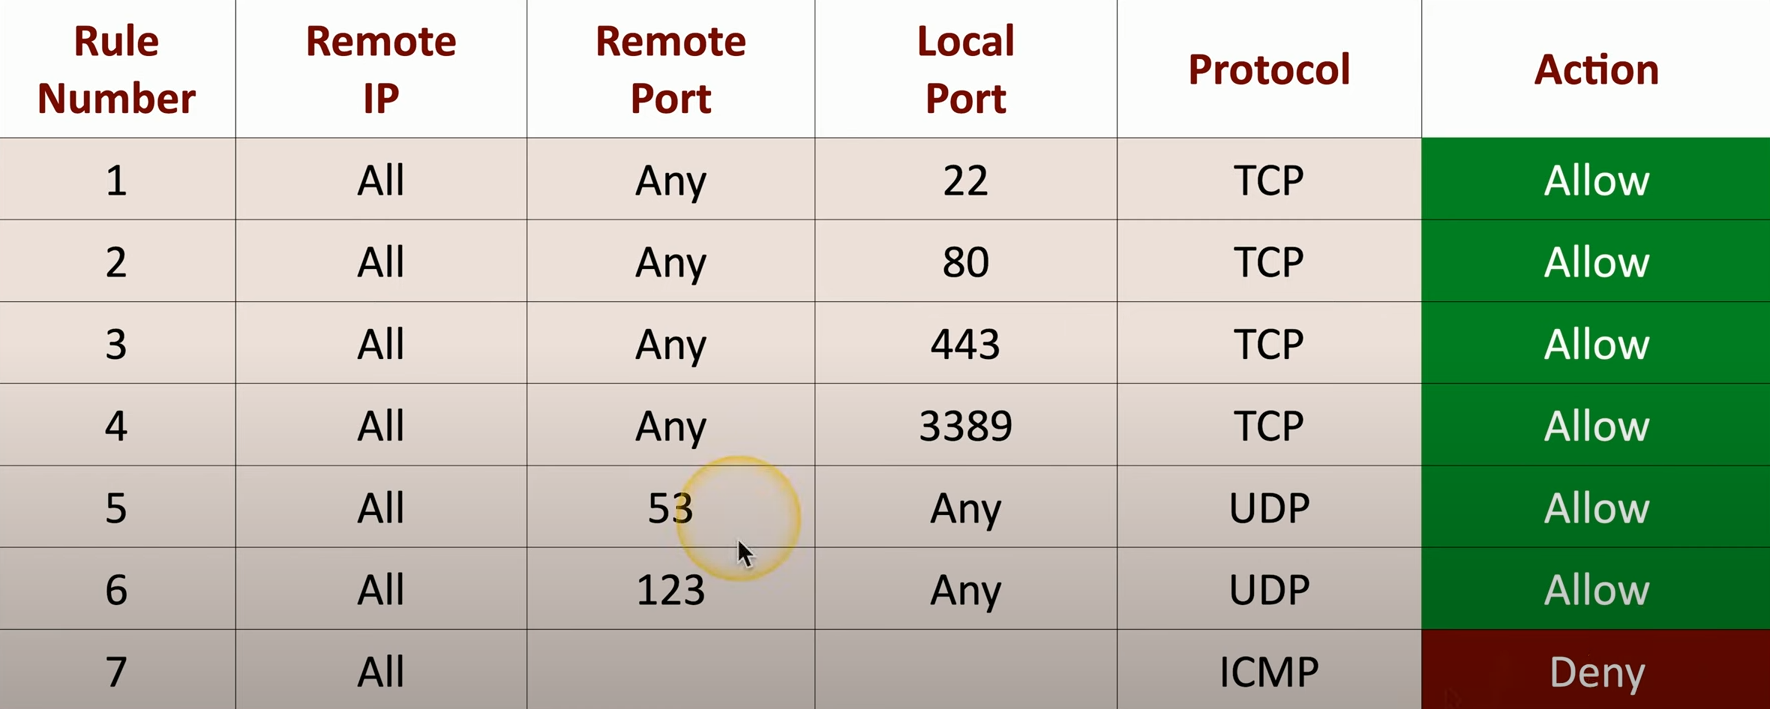 Rule Number Remote IP Remote Port Local Port Protocol Action
1 All Any 22 TCP Allow
2 All Any 80 TCP Allow
3 All Any 443 TCP Allow
4 All Any 3389 TCP Allow
5 All 53 Any UDP Allow
6 All 123 Any UDP Allow
7 All ICMP Deny